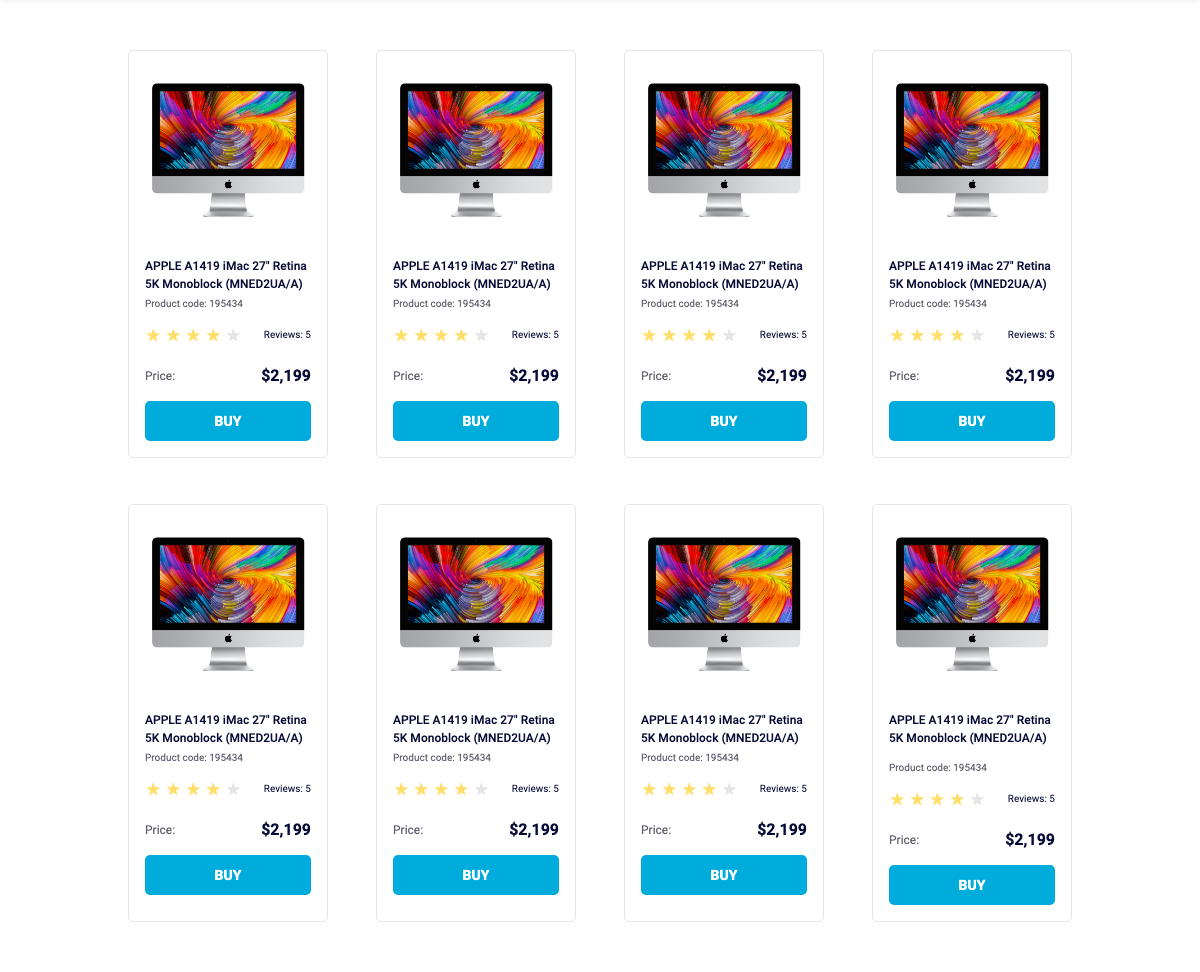 APPLE A1419 iMac 27" Retina
5K Monoblock (MNED2UA/A)
Product code: 195434
Reviews: 5
Price: $2,199
BUY
APPLE A1419 iMac 27" Retina
5K Monoblock (MNED2UA/A)
Product code: 195434
Reviews: 5
Price: $2,199
BUY
APPLE A1419 iMac 27" Retina
5K Monoblock (MNED2UA/A)
Product code: 195434
Reviews: 5
Price: $2,199
BUY
APPLE A1419 iMac 27" Retina
5K Monoblock (MNED2UA/A)
Product code: 195434
Reviews: 5
Price: $2,199
BUY
APPLE A1419 iMac 27" Retina
5K Monoblock (MNED2UA/A)
Product code: 195434
Reviews: 5
Price: $2,199
BUY
APPLE A1419 iMac 27" Retina
5K Monoblock (MNED2UA/A)
Product code: 195434
Reviews: 5
Price: $2,199
BUY
APPLE A1419 iMac 27" Retina
5K Monoblock (MNED2UA/A)
Product code: 195434
Reviews: 5
Price: $2,199
BUY
APPLE A1419 iMac 27" Retina
5K Monoblock (MNED2UA/A)
Product code: 195434
Reviews: 5
Price: $2,199
BUY